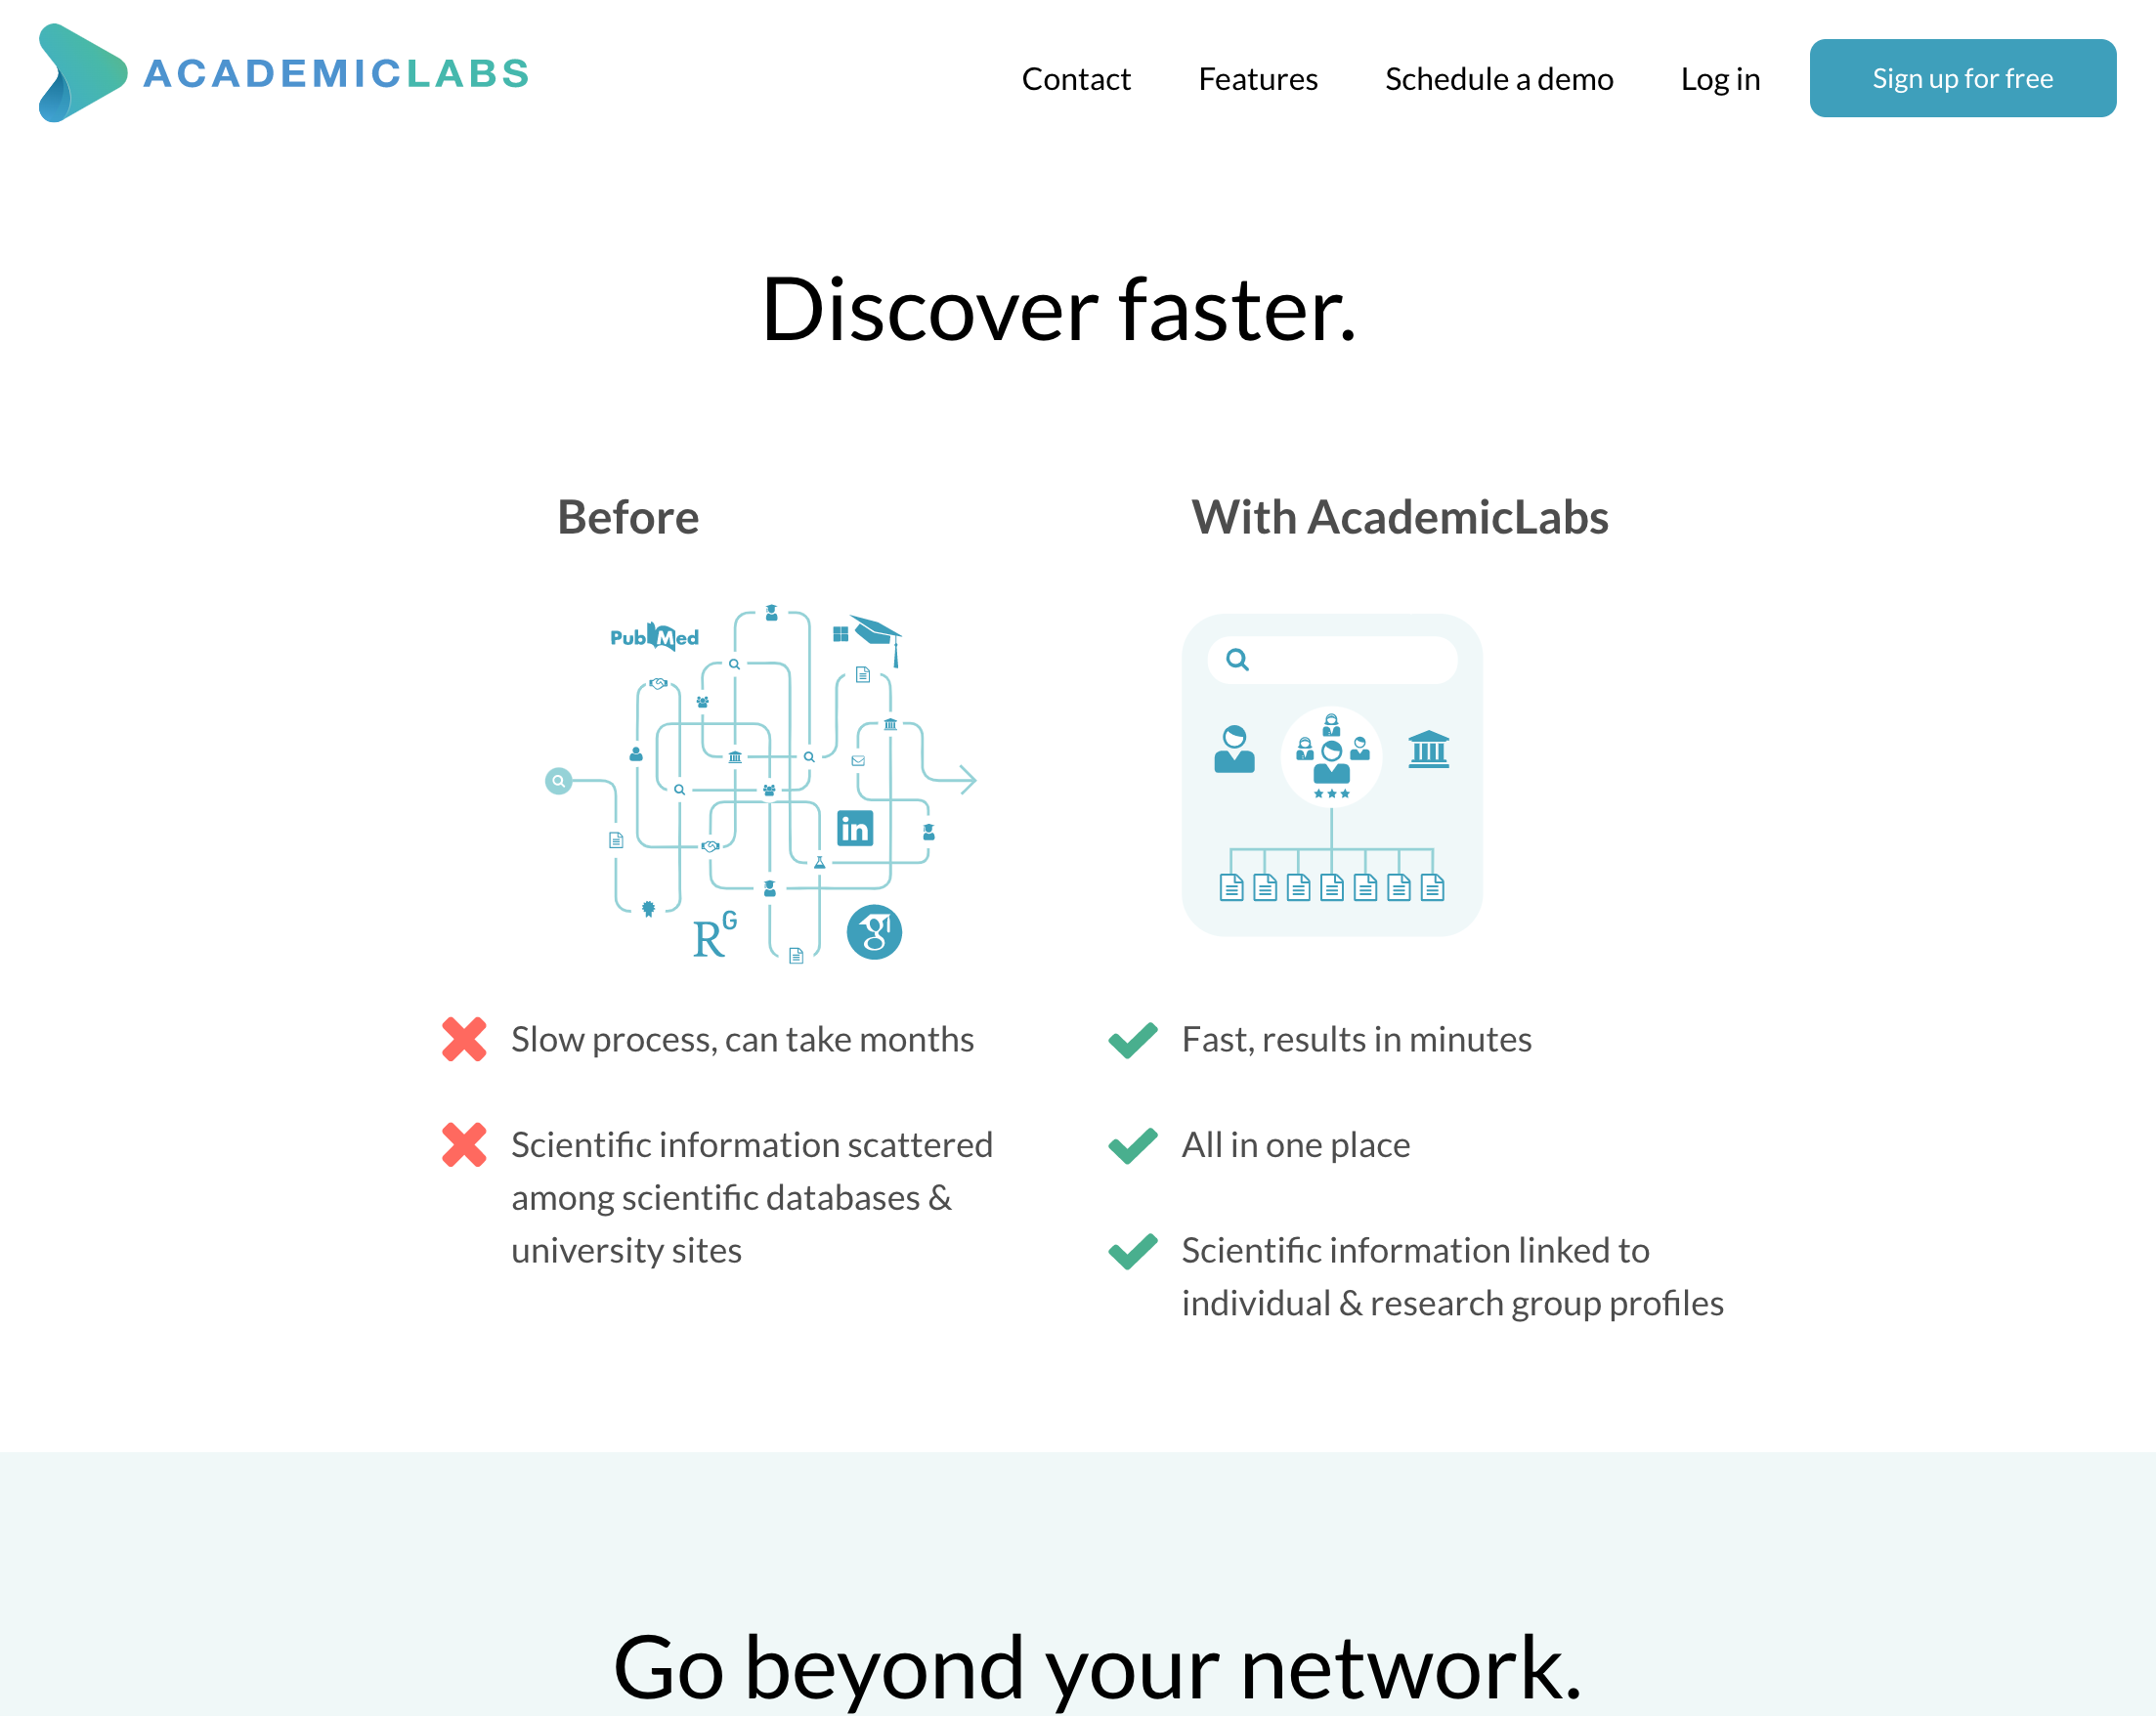 ACADEMICLABS
Contact Features Schedule a demo Log in Sign up for free
Discover faster.
Before
PubMed
in
RG
g
Slow process, can take months
Scientific information scattered
among scientific databases &
university sites
With AcademicLabs
Fast, results in minutes
All in one place
Scientific information linked to
individual & research group profiles
Go beyond your network.